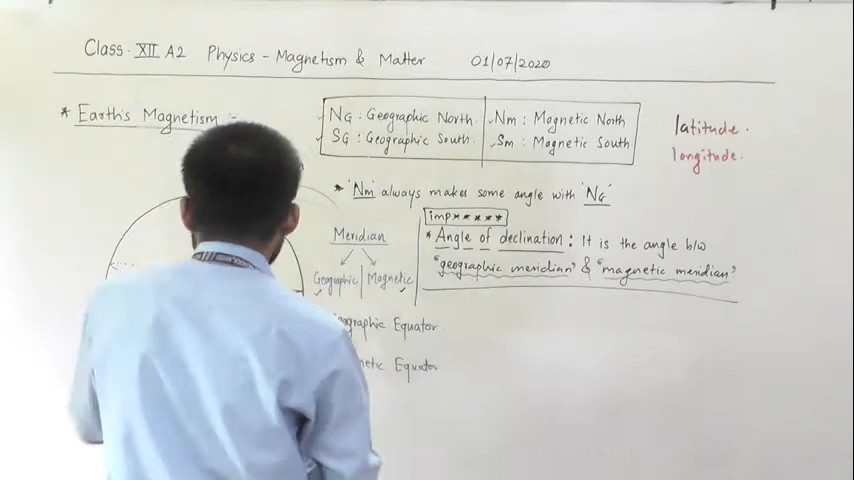 Class - XII A2 Physics - Magnetism & Matter 01/07/2020
* Earth's Magnetism :-
NG : Geographic North
SG : Geographic South
Nm : Magnetic North
Sm : Magnetic South
latitude.
longitude.
* 'Nm' always makes some angle with 'NG'
imp*****
* Angle of declination : It is the angle b/w
"geographic meridian" & "magnetic meridian"
Meridian
Geographic | Magnetic
Equator
Equator